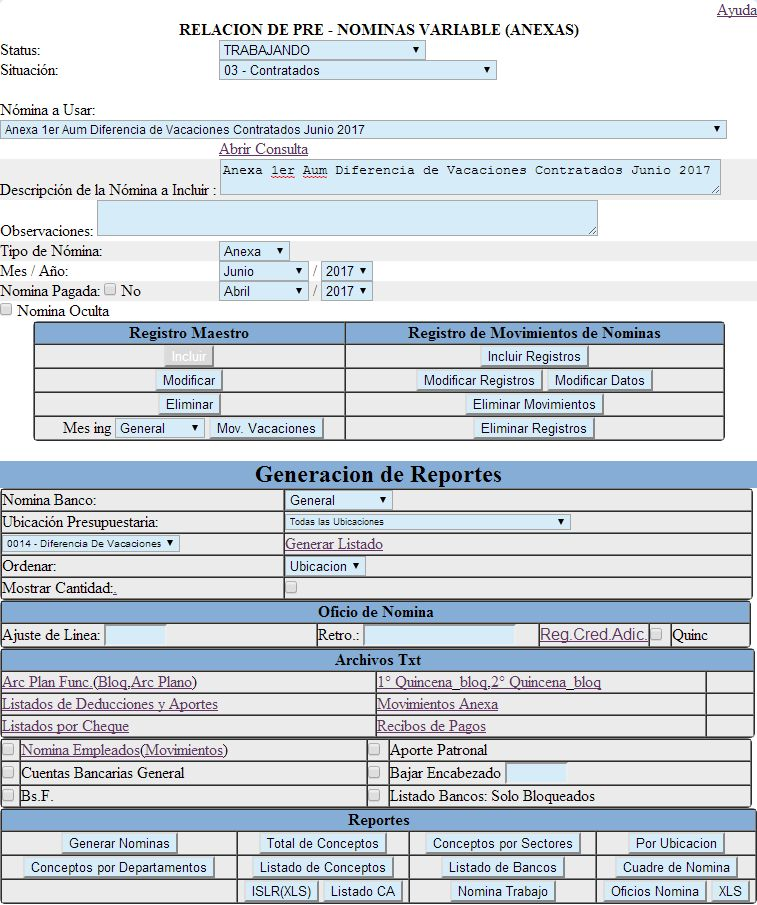 Ayuda
RELACION DE PRE - NOMINAS VARIABLE (ANEXAS)
Status: TRABAJANDO
Situación: 03 - Contratados
Nómina a Usar:
Anexa 1er Aum Diferencia de Vacaciones Contratados Junio 2017
Abrir Consulta
Descripción de la Nómina a Incluir : Anexa 1er Aum Diferencia de Vacaciones Contratados Junio 2017
Observaciones:
Tipo de Nómina: Anexa
Mes / Año: Junio / 2017
Nomina Pagada: No Abril / 2017
Nomina Oculta
Registro Maestro Registro de Movimientos de Nominas
Incluir Incluir Registros
Modificar Modificar Registros Modificar Datos
Eliminar Eliminar Movimientos
Mes ing General Mov. Vacaciones Eliminar Registros
Generacion de Reportes
Nomina Banco: General
Ubicación Presupuestaria: Todas las Ubicaciones
0014 - Diferencia De Vacaciones Generar Listado
Ordenar: Ubicacion
Mostrar Cantidad:.
Oficio de Nomina
Ajuste de Linea: Retro.: Reg.Cred.Adic. Quinc
Archivos Txt
Arc Plan Func.(Bloq,Arc Plano) 1° Quincena_bloq,2° Quincena_bloq
Listados de Deducciones y Aportes Movimientos Anexa
Listados por Cheque Recibos de Pagos
Nomina Empleados(Movimientos) Aporte Patronal
Cuentas Bancarias General Bajar Encabezado
Bs.F. Listado Bancos: Solo Bloqueados
Reportes
Generar Nominas Total de Conceptos Conceptos por Sectores Por Ubicacion
Conceptos por Departamentos Listado de Conceptos Listado de Bancos Cuadre de Nomina
ISLR(XLS) Listado CA Nomina Trabajo Oficios Nomina XLS